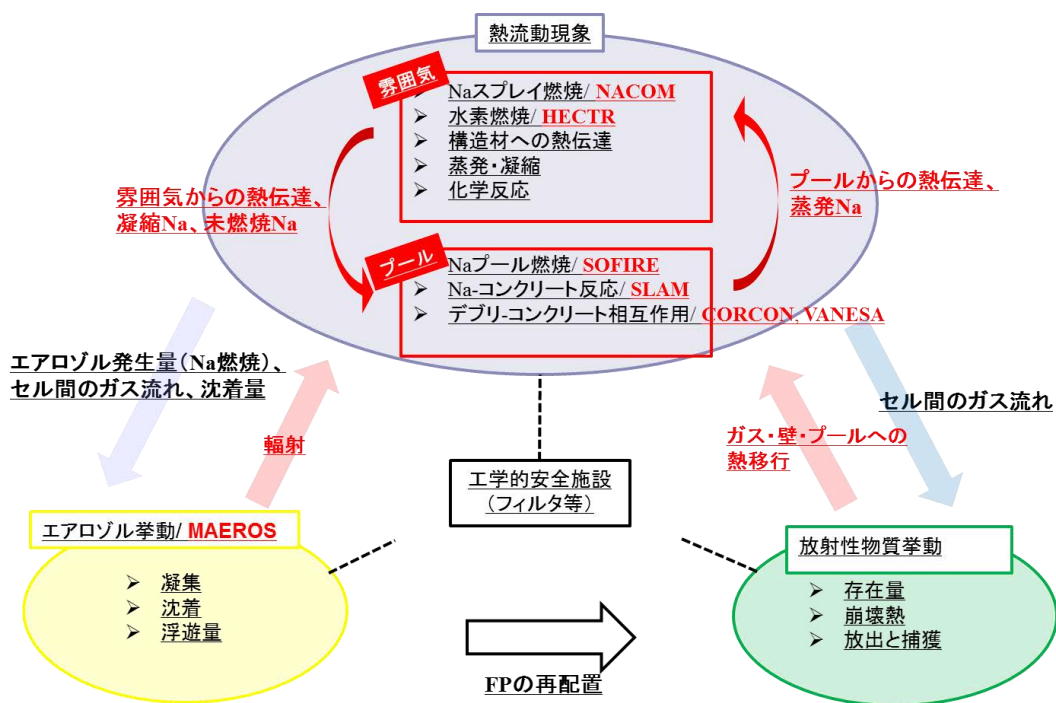 熱流動現象
雰囲気
Naスプレイ燃焼/ NACOM
水素燃焼/ HECTR
構造材への熱伝達
蒸発・凝縮
化学反応
雰囲気からの熱伝達、
凝縮Na、未燃焼Na
プールからの熱伝達、
蒸発Na
プール
Naプール燃焼/ SOFIRE
Na-コンクリート反応/ SLAM
デブリ-コンクリート相互作用/ CORCON, VANESA
エアロゾル発生量(Na燃焼)、
セル間のガス流れ、沈着量
輻射
セル間のガス流れ
ガス・壁・プールへの
熱移行
工学的安全施設
(フィルタ等)
エアロゾル挙動/ MAEROS
凝集
沈着
浮遊量
放射性物質挙動
存在量
崩壊熱
放出と捕獲
FPの再配置